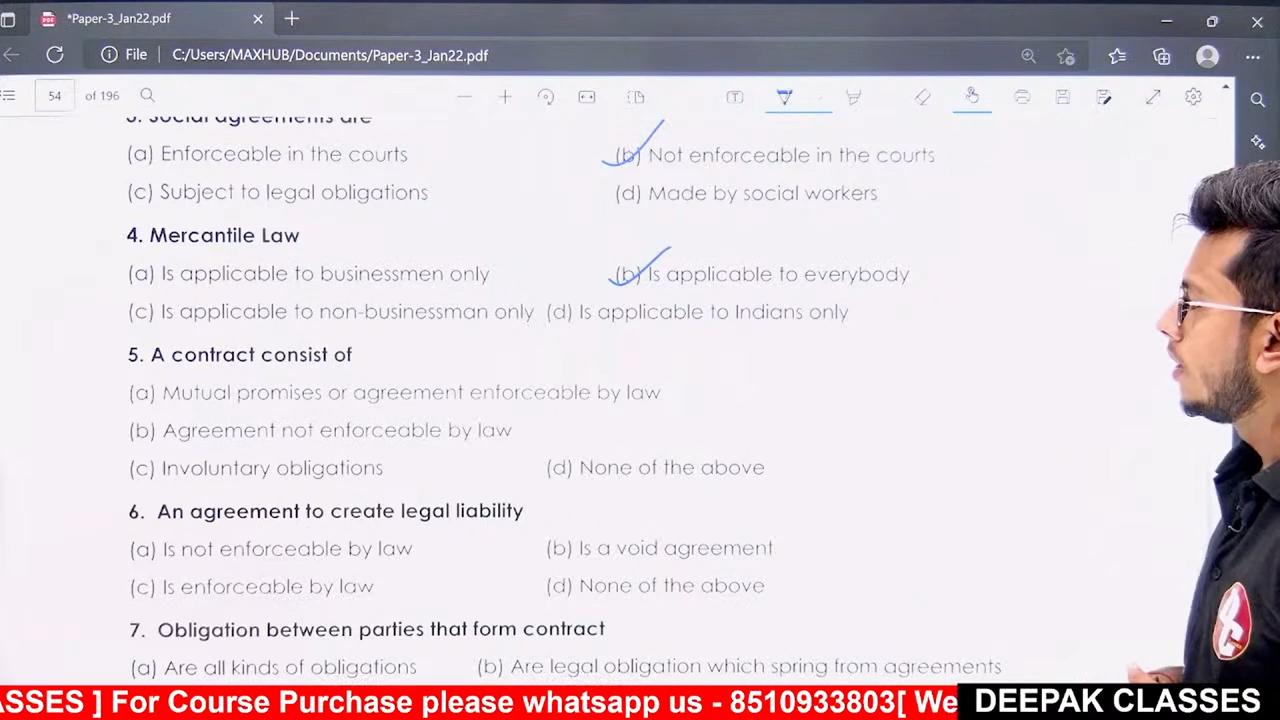 *Paper-3_Jan22.pdf
File C:/Users/MAXHUB/Documents/Paper-3_Jan22.pdf
54 of 196
3. Social agreements are
(a) Enforceable in the courts (b) Not enforceable in the courts
(c) Subject to legal obligations (d) Made by social workers
4. Mercantile Law
(a) Is applicable to businessmen only (b) Is applicable to everybody
(c) Is applicable to non-businessman only (d) Is applicable to Indians only
5. A contract consist of
(a) Mutual promises or agreement enforceable by law
(b) Agreement not enforceable by law
(c) Involuntary obligations (d) None of the above
6. An agreement to create legal liability
(a) Is not enforceable by law (b) Is a void agreement
(c) Is enforceable by law (d) None of the above
7. Obligation between parties that form contract
(a) Are all kinds of obligations (b) Are legal obligation which spring from agreements
ASSES ] For Course Purchase please whatsapp us - 8510933803[ We DEEPAK CLASSES